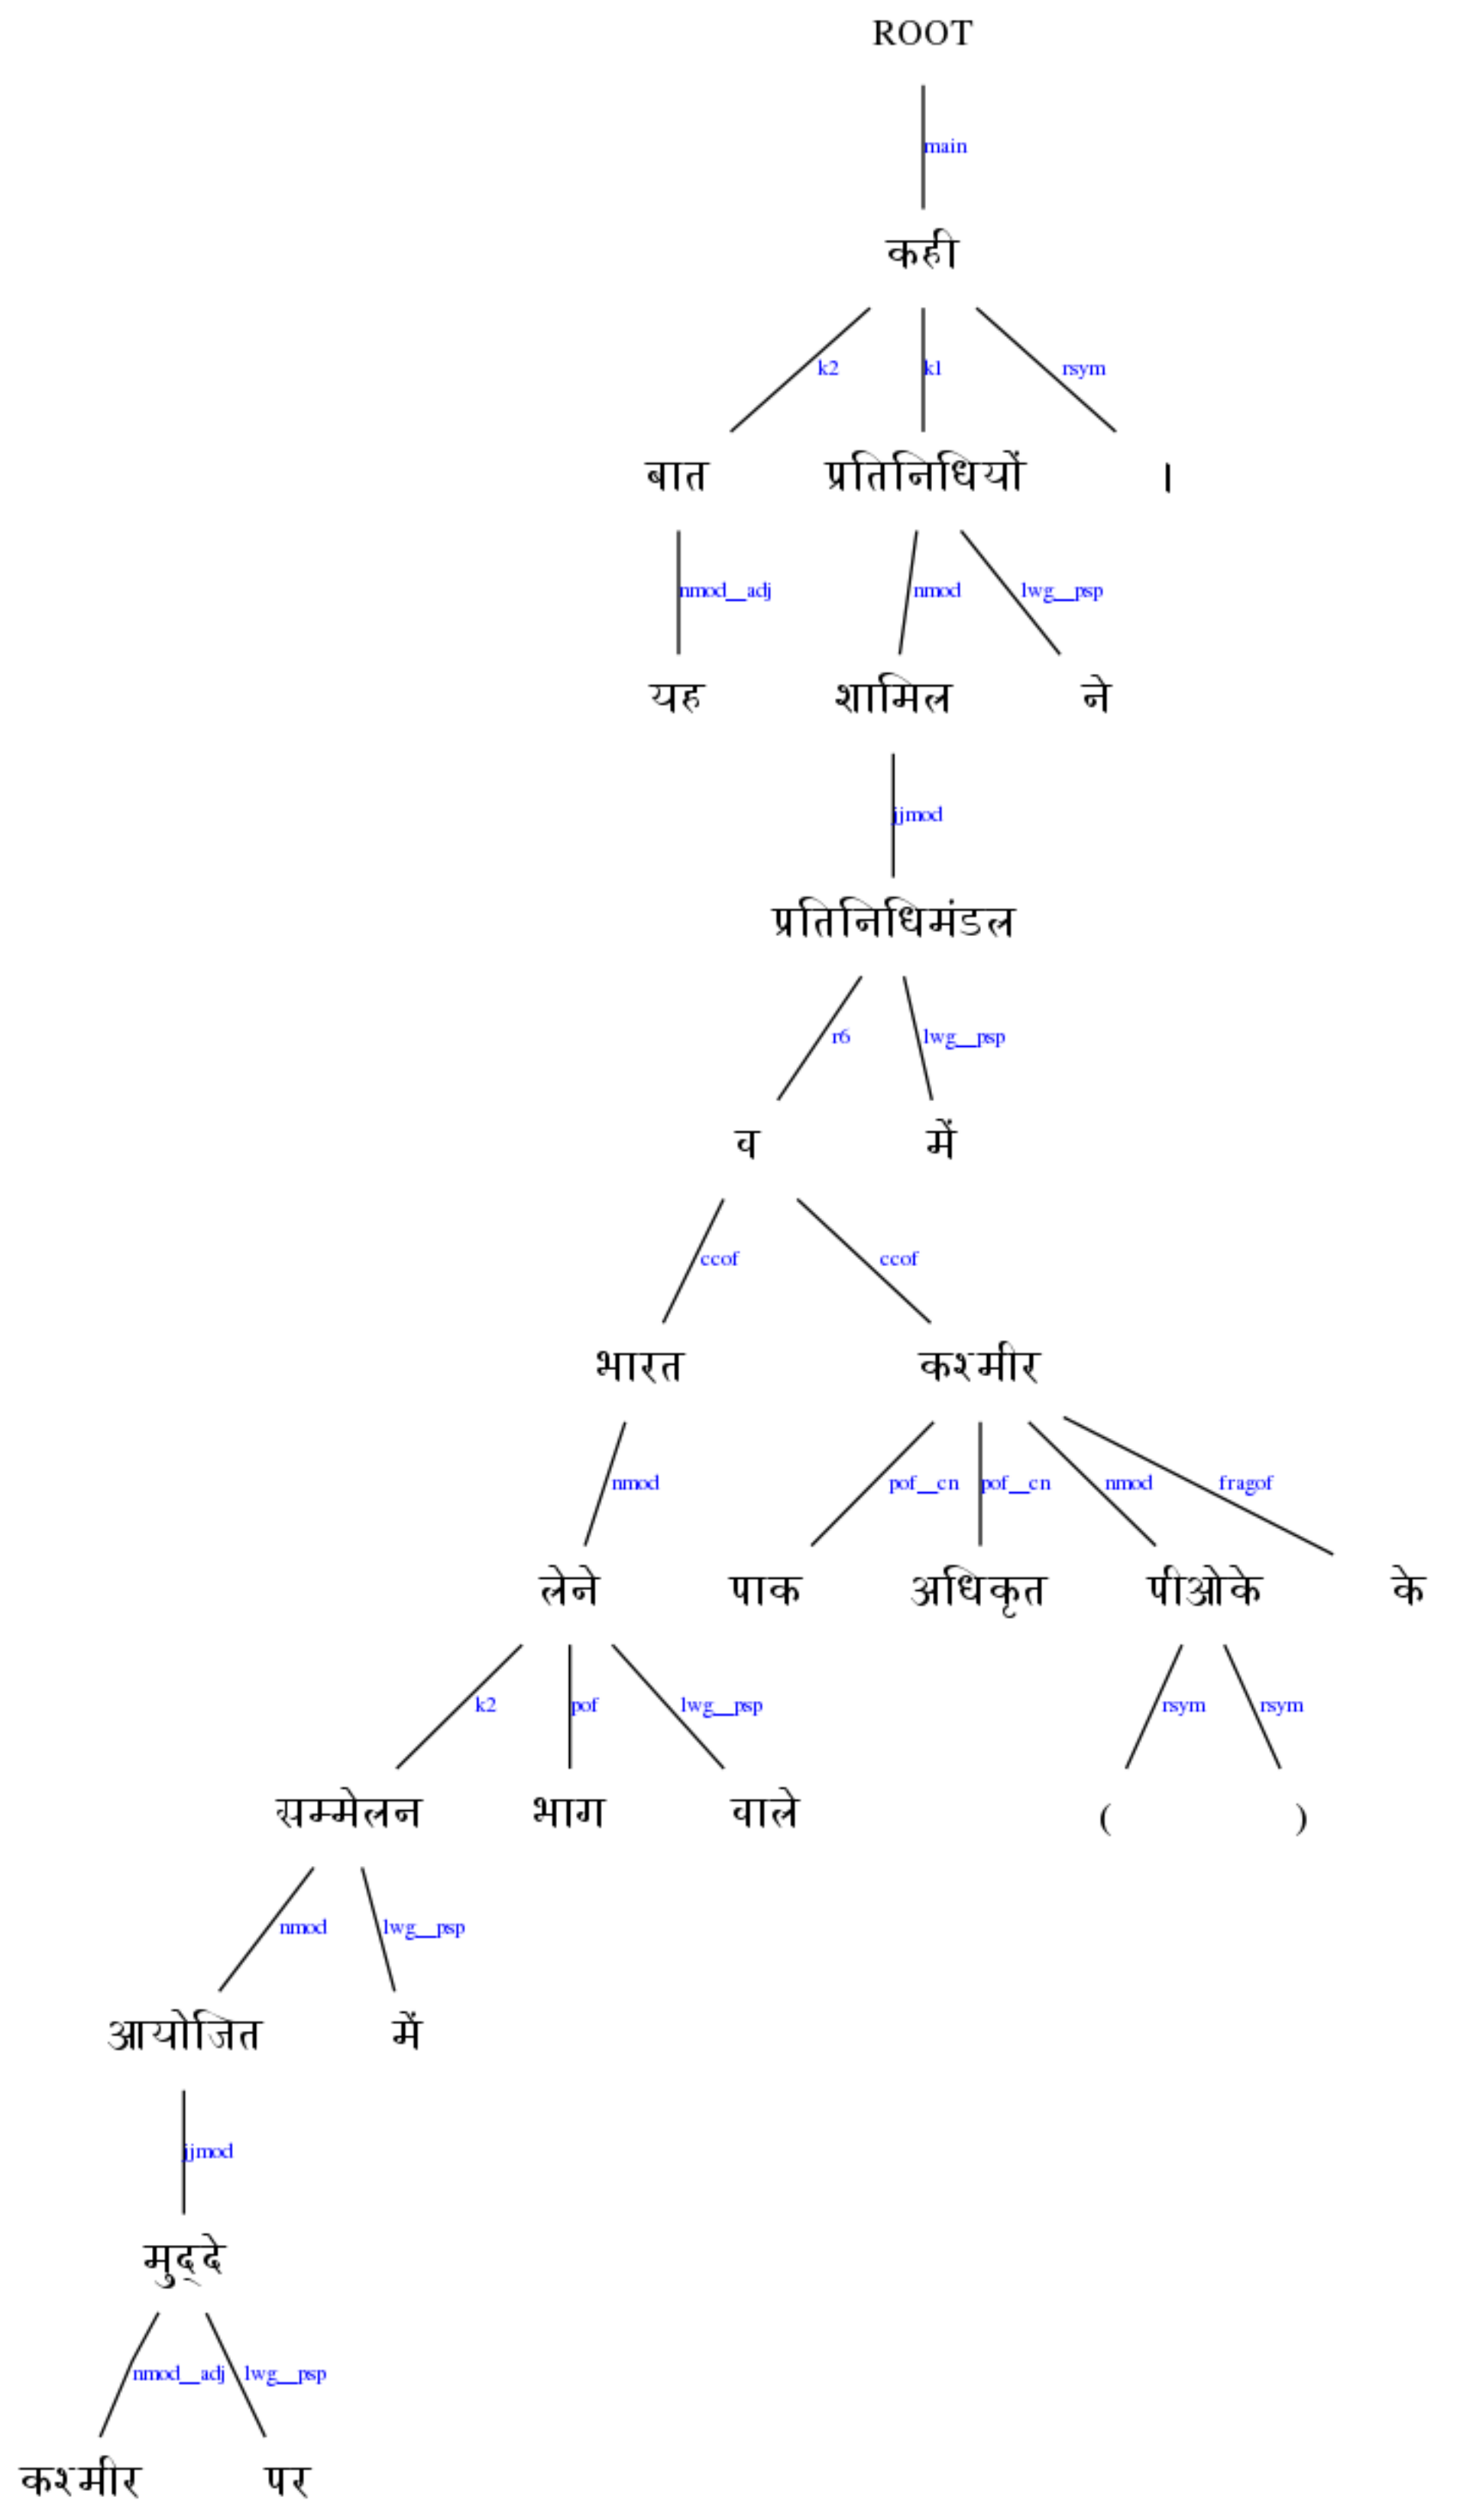 ROOT
main
कही
k2 k1 rsym
बात प्रतिनिधियों ।
nmod__adj nmod lwg__psp
यह शामिल ने
jjmod
प्रतिनिधिमंडल
r6 lwg__psp
व में
ccof ccof
भारत कश्मीर
nmod pof__cn pof__cn nmod fragof
लेने पाक अधिकृत पीओके के
k2 pof lwg__psp rsym rsym
सम्मेलन भाग वाले ( )
nmod lwg__psp
आयोजित में
jjmod
मुद्दे
nmod__adj lwg__psp
कश्मीर पर